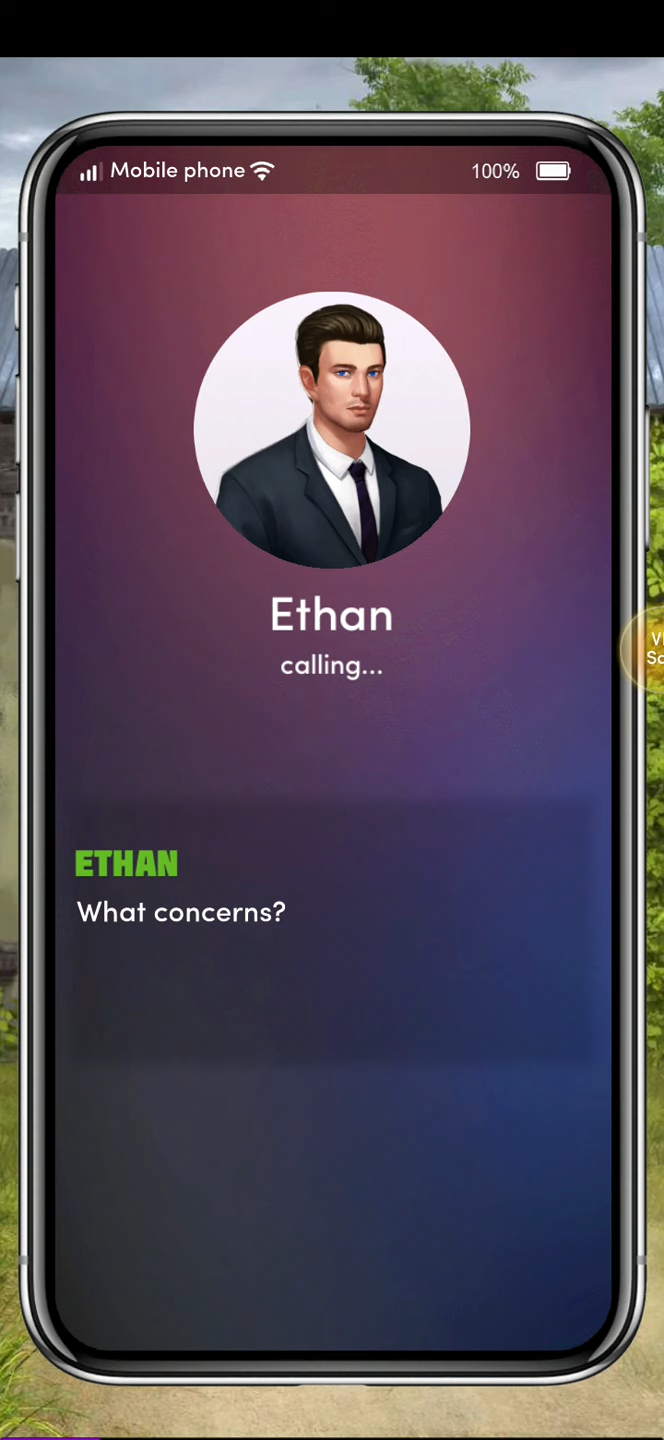 Mobile phone
100%
Ethan
calling...
ETHAN
What concerns?